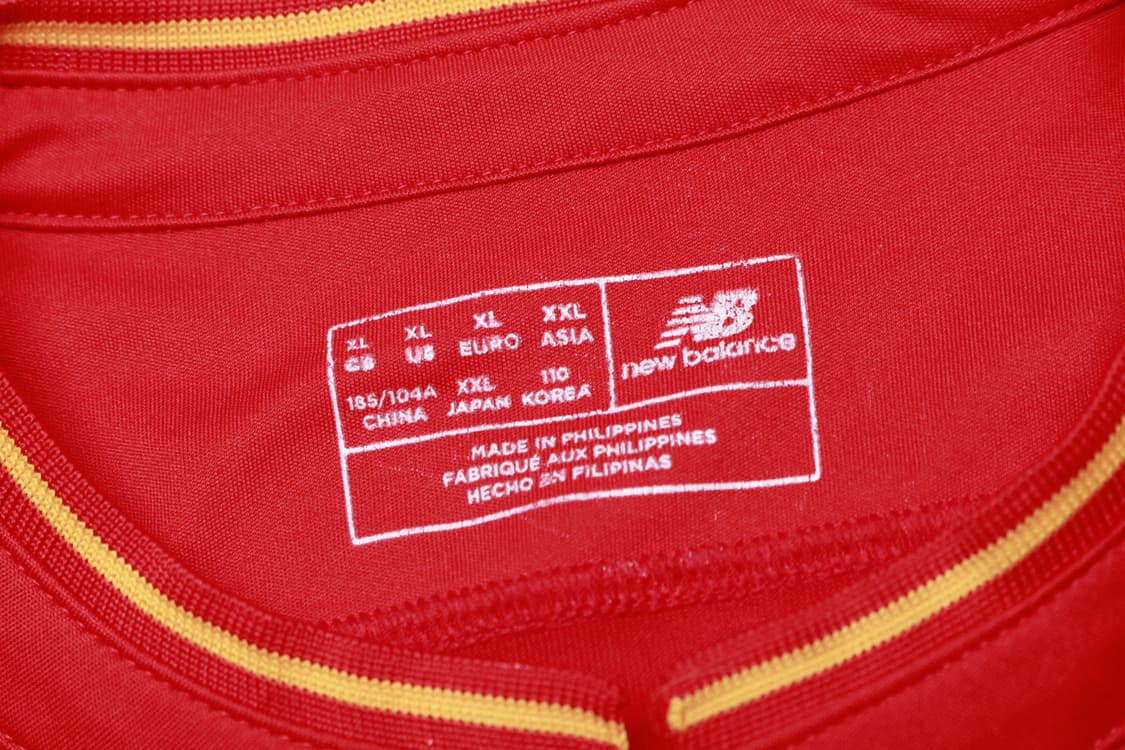 XL XL XL XXL
GB US EURO ASIA
185/104A XXL 110
CHINA JAPAN KOREA
NB
new balance
MADE IN PHILIPPINES
FABRIQUÉ AUX PHILIPPINES
HECHO EN FILIPINAS